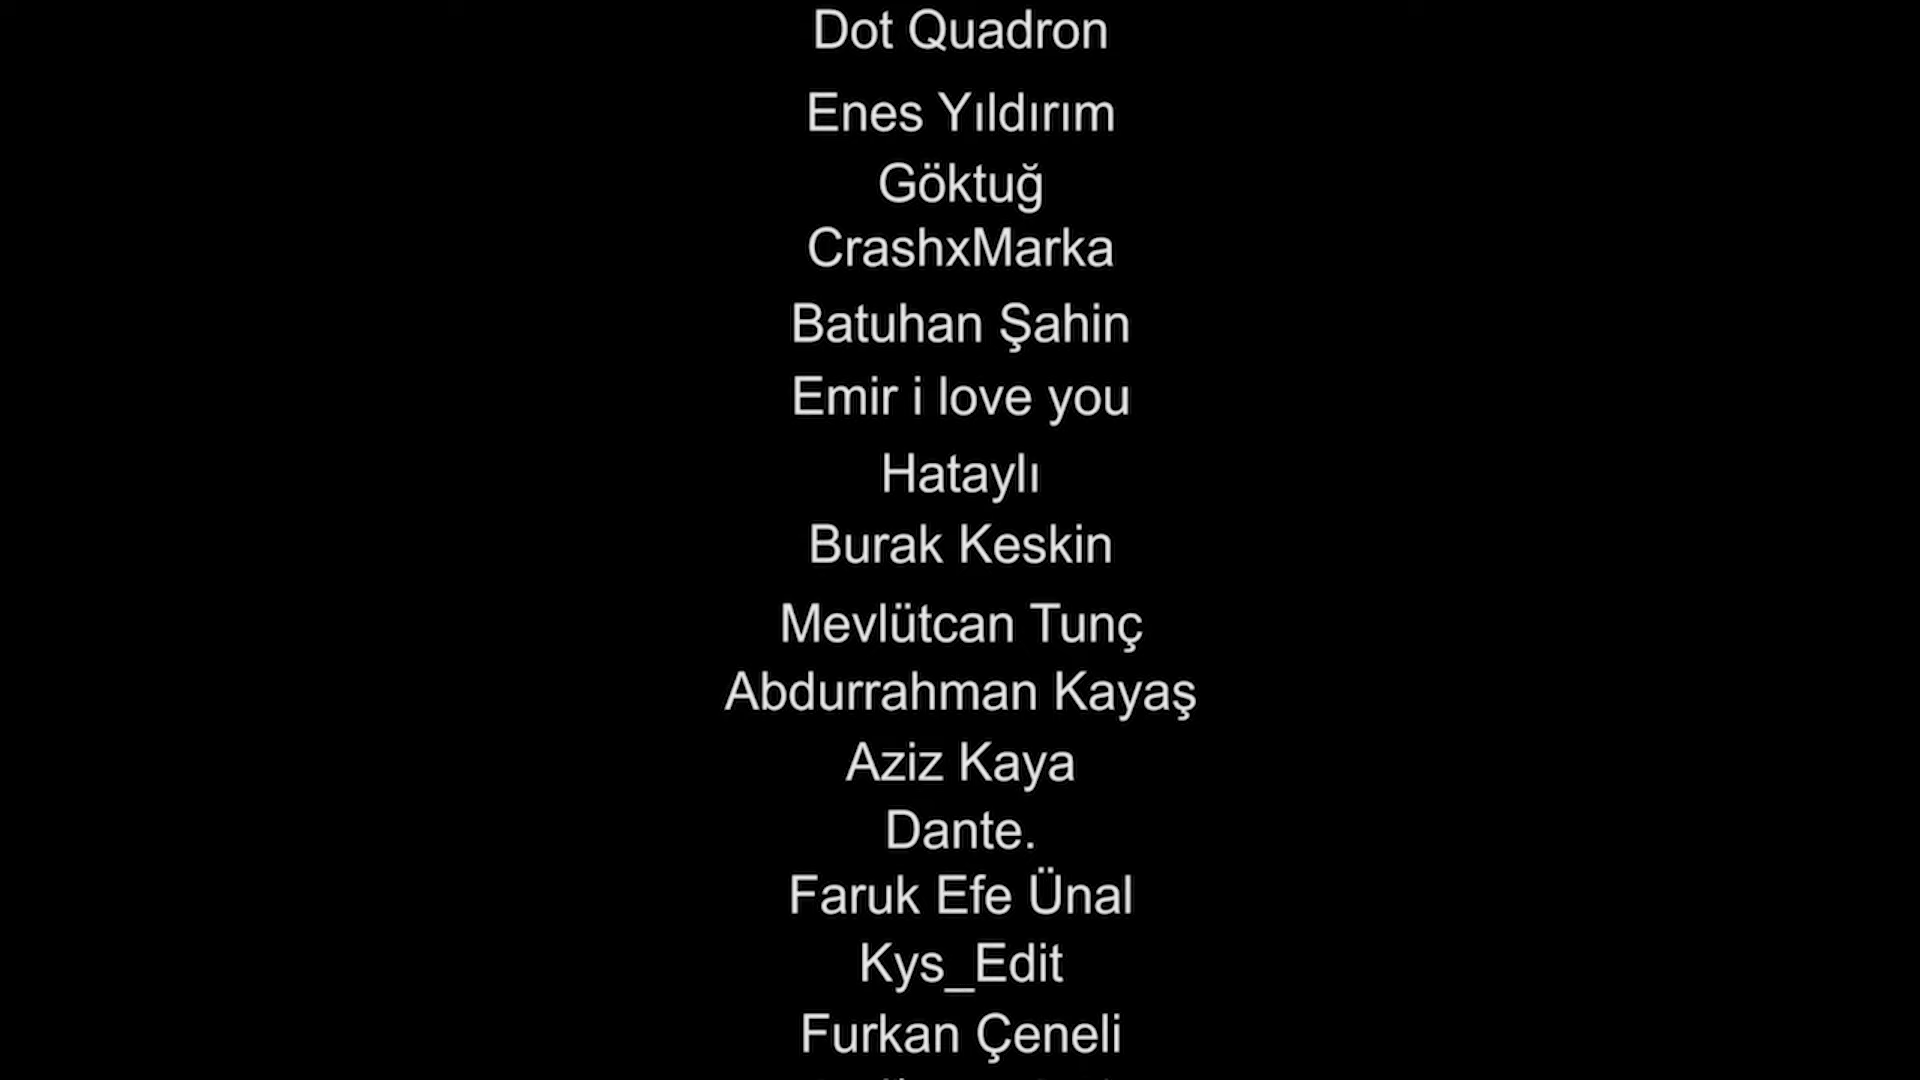 Dot Quadron
Enes Yıldırım
Göktuğ
CrashxMarka
Batuhan Şahin
Emir i love you
Hataylı
Burak Keskin
Mevlütcan Tunç
Abdurrahman Kayaş
Aziz Kaya
Dante.
Faruk Efe Ünal
Kys_Edit
Furkan Çeneli